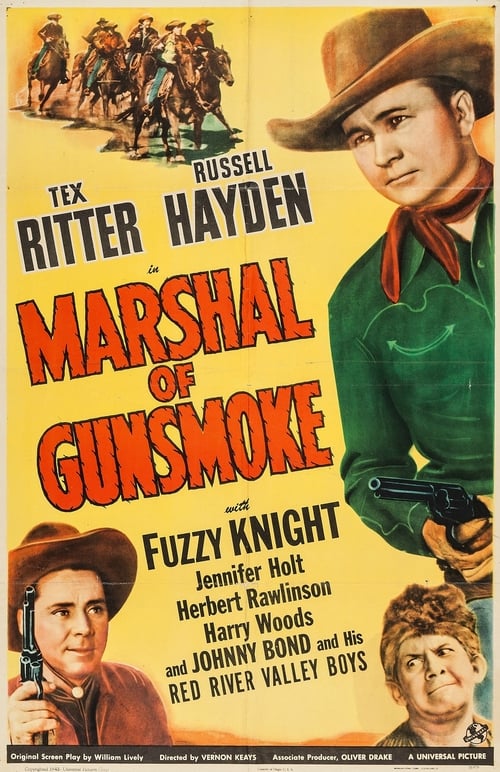 TEX
RITTER
RUSSELL
HAYDEN
in
MARSHAL
OF
GUNSMOKE
with
FUZZY KNIGHT
Jennifer Holt
Herbert Rawlinson
Harry Woods
and JOHNNY BOND and His
RED RIVER VALLEY BOYS
Original Screen Play by William Lively Directed by VERNON KEAYS Associate Producer, OLIVER DRAKE A UNIVERSAL PICTURE